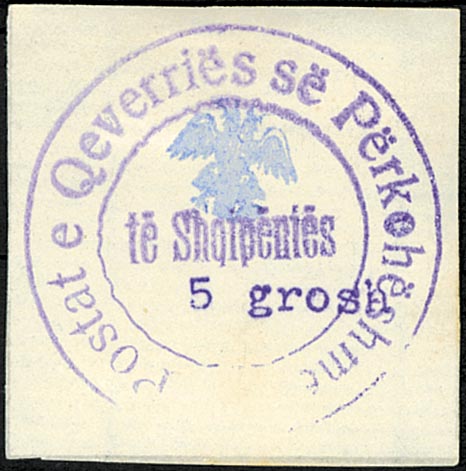 Postat e Qeverriës së Përkohëshme
të Shqipëniës
5 grosh